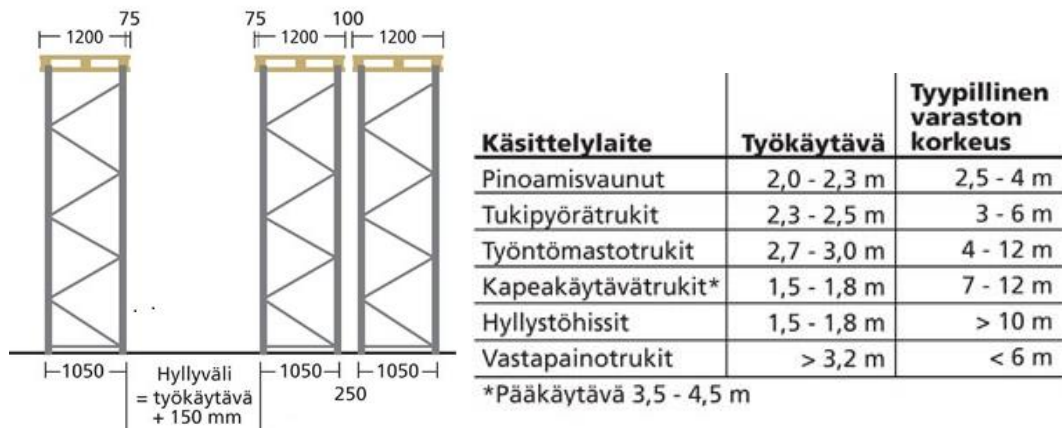 75 75 100
1200 1200 1200
1050 1050 1050
250
Hyllyväli
= työkäytävä
+ 150 mm
Käsittelylaite Työkäytävä Tyypillinen varaston korkeus
Pinoamisvaunut 2,0 - 2,3 m 2,5 - 4 m
Tukipyörätrukit 2,3 - 2,5 m 3 - 6 m
Työntömastotrukit 2,7 - 3,0 m 4 - 12 m
Kapeakäytävätrukit* 1,5 - 1,8 m 7 - 12 m
Hyllystöhissit 1,5 - 1,8 m > 10 m
Vastapainotrukit > 3,2 m < 6 m
*Pääkäytävä 3,5 - 4,5 m